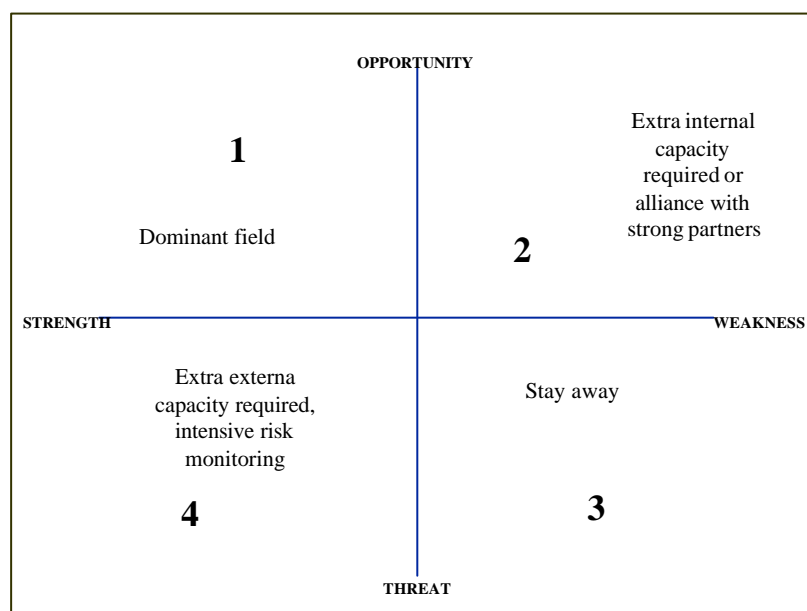 OPPORTUNITY
1
Dominant field
Extra internal
capacity
required or
alliance with
strong partners
2
STRENGTH
WEAKNESS
Extra externa
capacity required,
intensive risk
monitoring
4
Stay away
3
THREAT